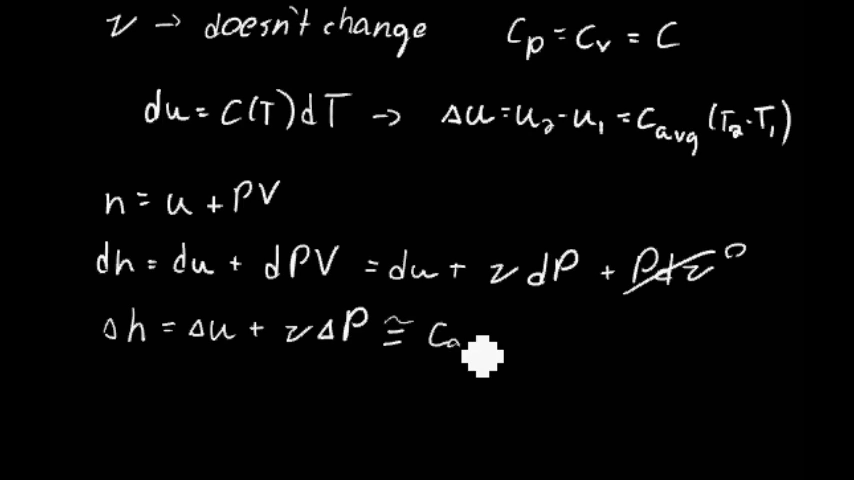 v → doesn't change Cp = Cv = C
du = C(T)dT → Δu = u₂ - u₁ = Cavg (T₂ - T₁)
h = u + PV
dh = du + dPV = du + v dP + Pdv 0
Δh = Δu + vΔP ≅ Ca